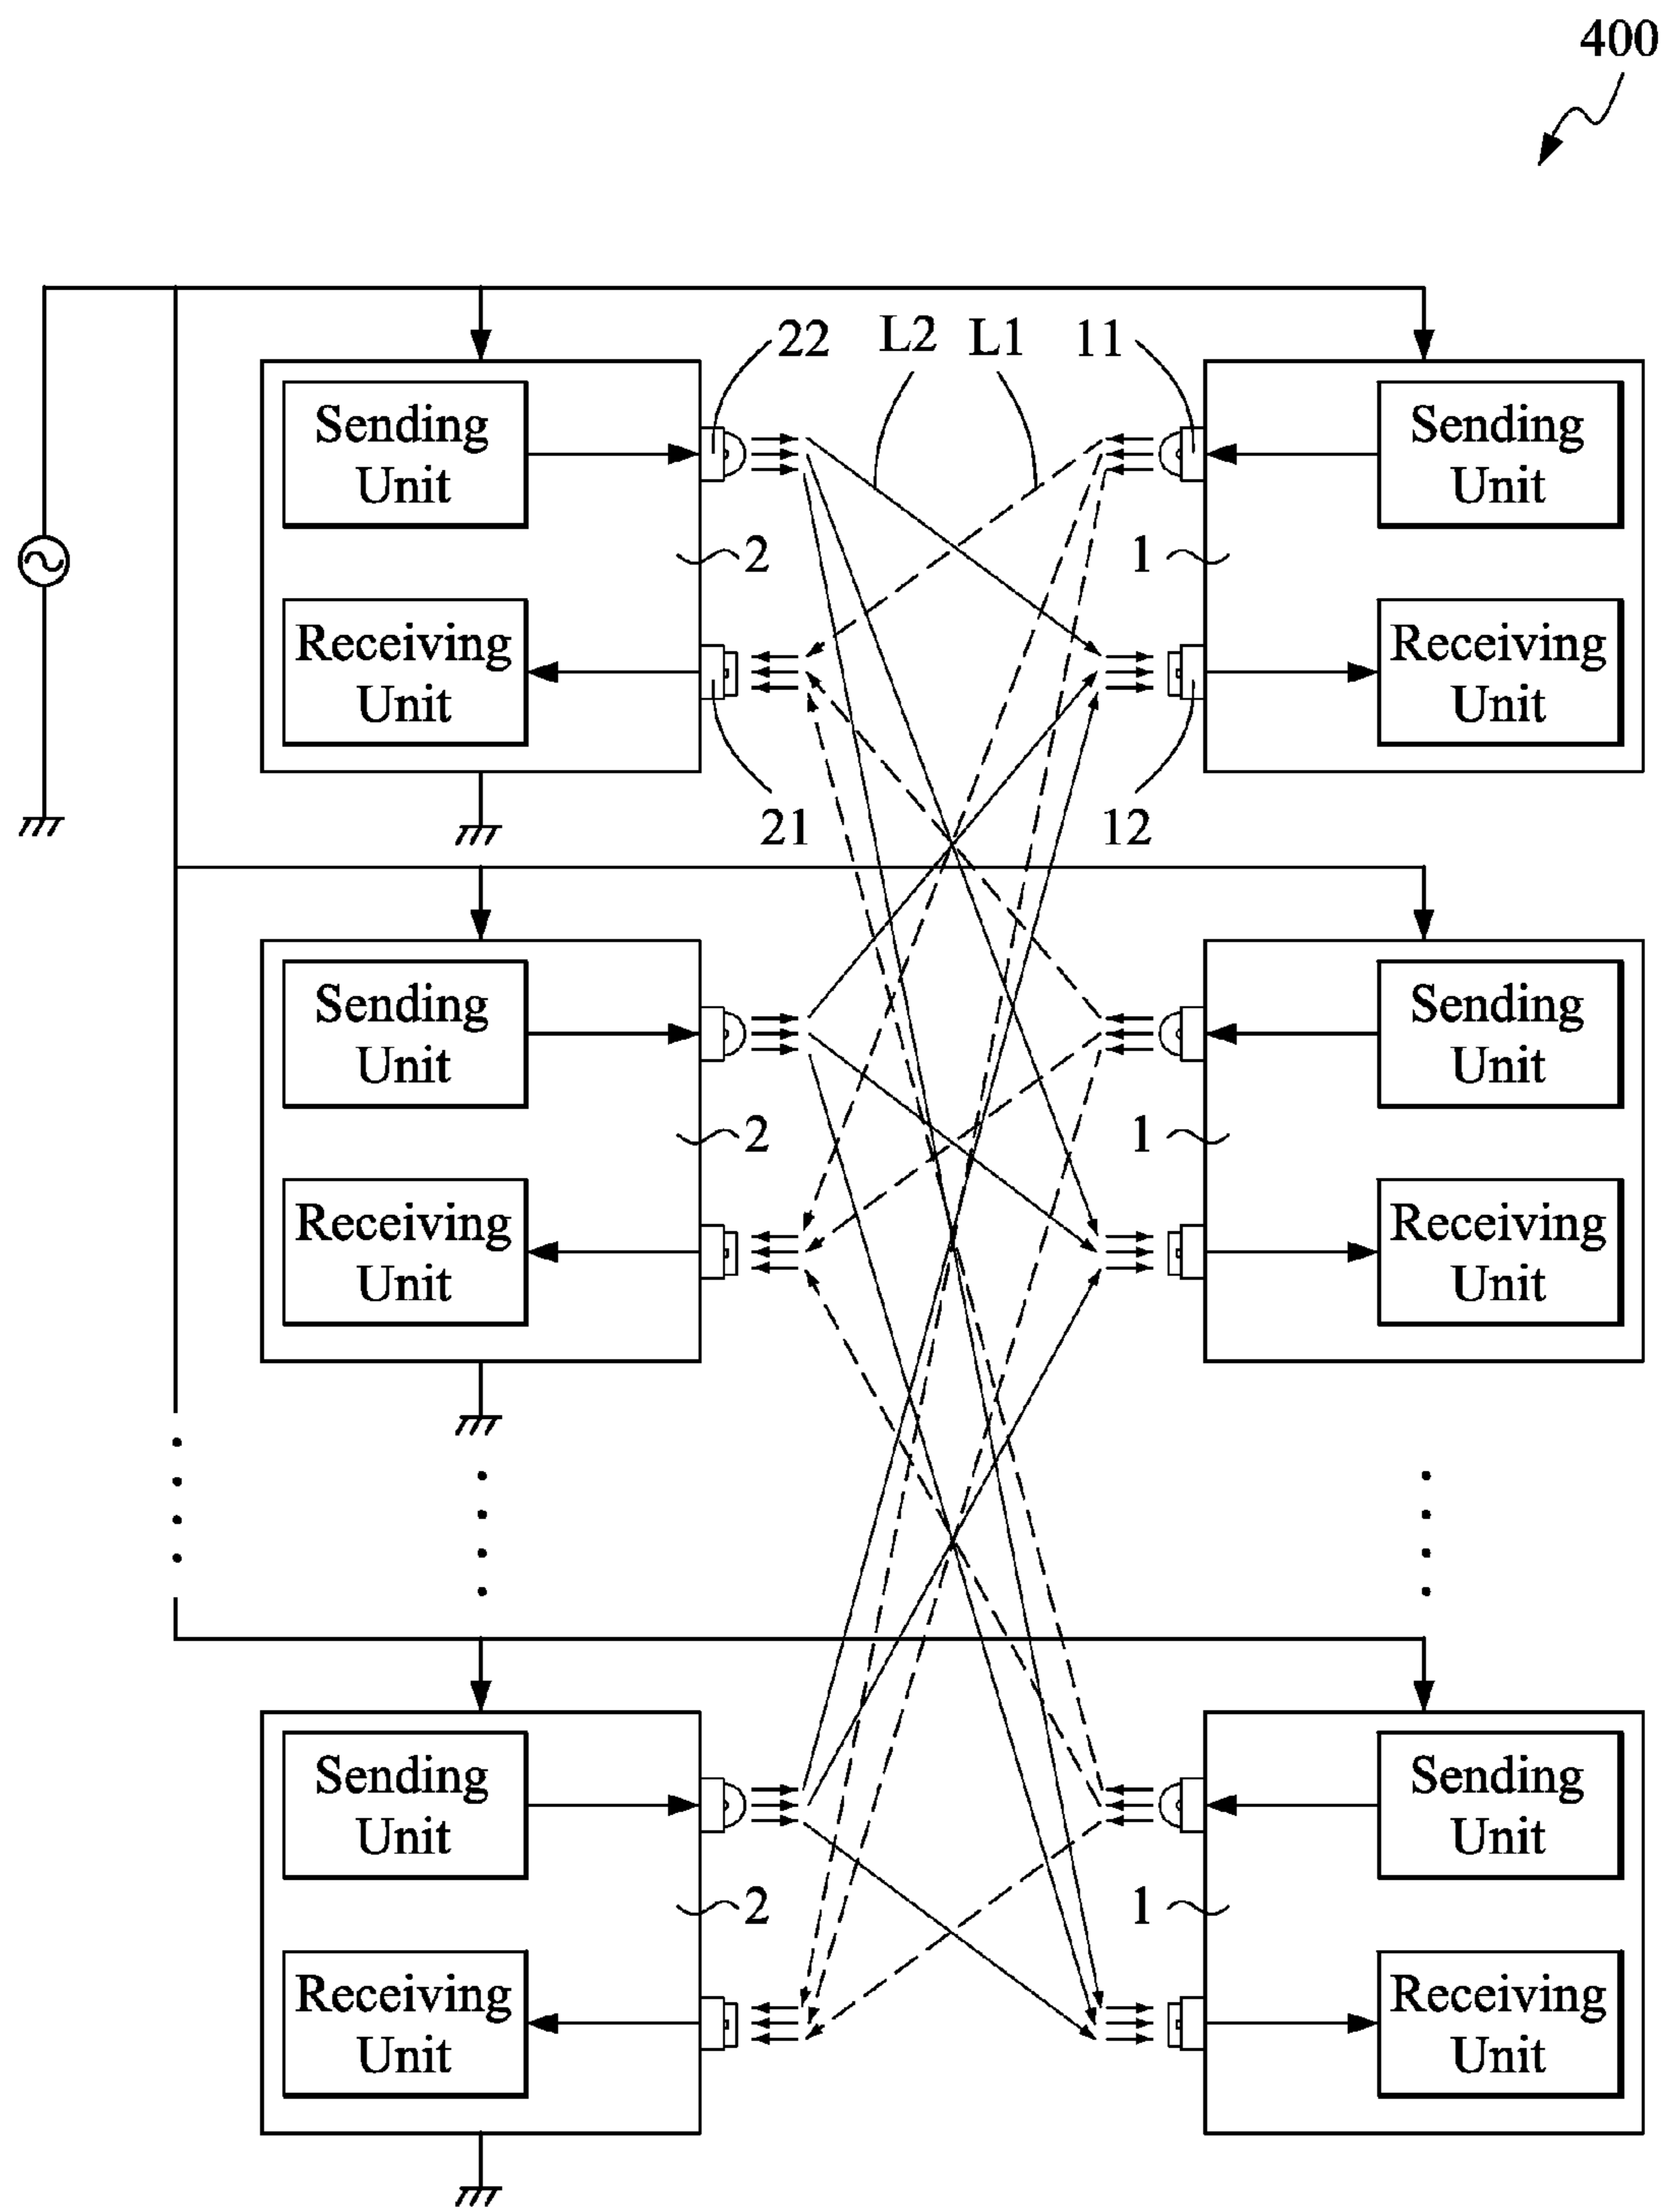 400
22
L2
L1
11
Sending
Unit
Sending
Unit
2
1
Receiving
Unit
Receiving
Unit
21
12
Sending
Unit
Sending
Unit
2
1
Receiving
Unit
Receiving
Unit
Sending
Unit
Sending
Unit
2
1
Receiving
Unit
Receiving
Unit